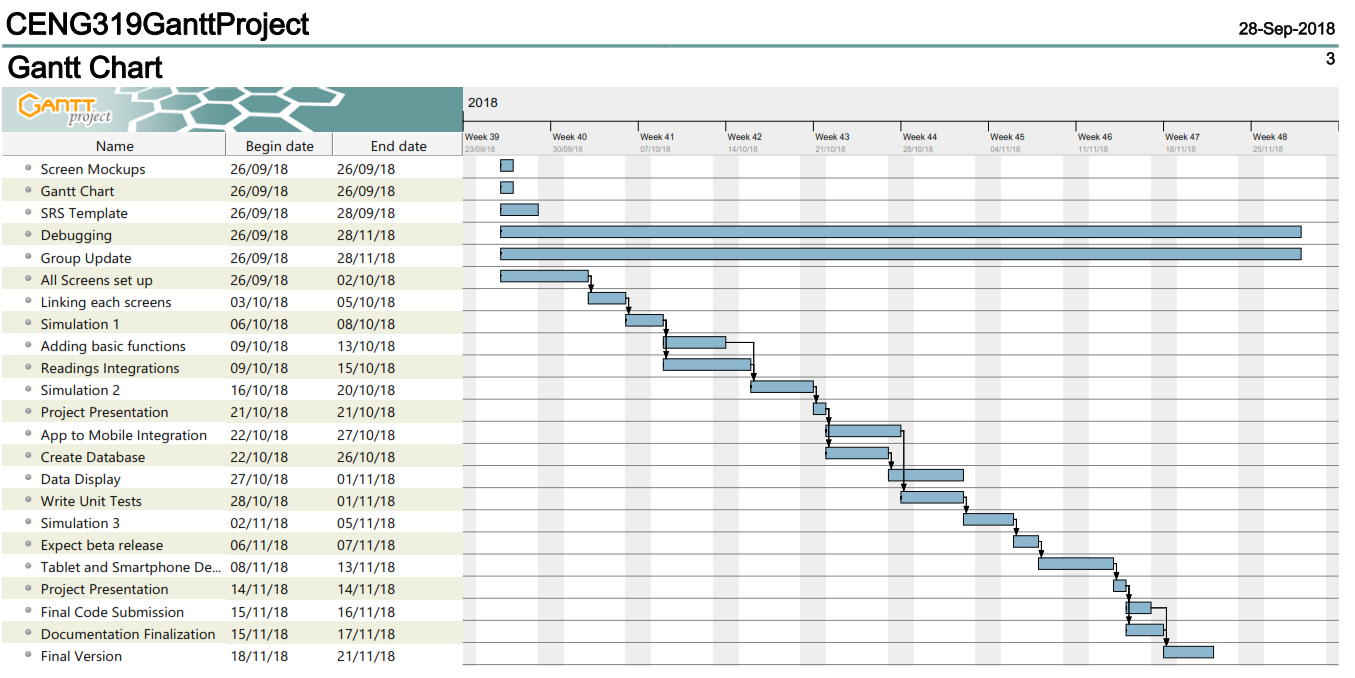 CENG319GanttProject
28-Sep-2018
Gantt Chart
3
GANTT project
2018
Name Begin date End date
Week 39 Week 40 Week 41 Week 42 Week 43 Week 44 Week 45 Week 46 Week 47 Week 48
23/09/18 30/09/18 07/10/18 14/10/18 21/10/18 28/10/18 04/11/18 11/11/18 18/11/18 25/11/18
Screen Mockups 26/09/18 26/09/18
Gantt Chart 26/09/18 26/09/18
SRS Template 26/09/18 28/09/18
Debugging 26/09/18 28/11/18
Group Update 26/09/18 28/11/18
All Screens set up 26/09/18 02/10/18
Linking each screens 03/10/18 05/10/18
Simulation 1 06/10/18 08/10/18
Adding basic functions 09/10/18 13/10/18
Readings Integrations 09/10/18 15/10/18
Simulation 2 16/10/18 20/10/18
Project Presentation 21/10/18 21/10/18
App to Mobile Integration 22/10/18 27/10/18
Create Database 22/10/18 26/10/18
Data Display 27/10/18 01/11/18
Write Unit Tests 28/10/18 01/11/18
Simulation 3 02/11/18 05/11/18
Expect beta release 06/11/18 07/11/18
Tablet and Smartphone De... 08/11/18 13/11/18
Project Presentation 14/11/18 14/11/18
Final Code Submission 15/11/18 16/11/18
Documentation Finalization 15/11/18 17/11/18
Final Version 18/11/18 21/11/18